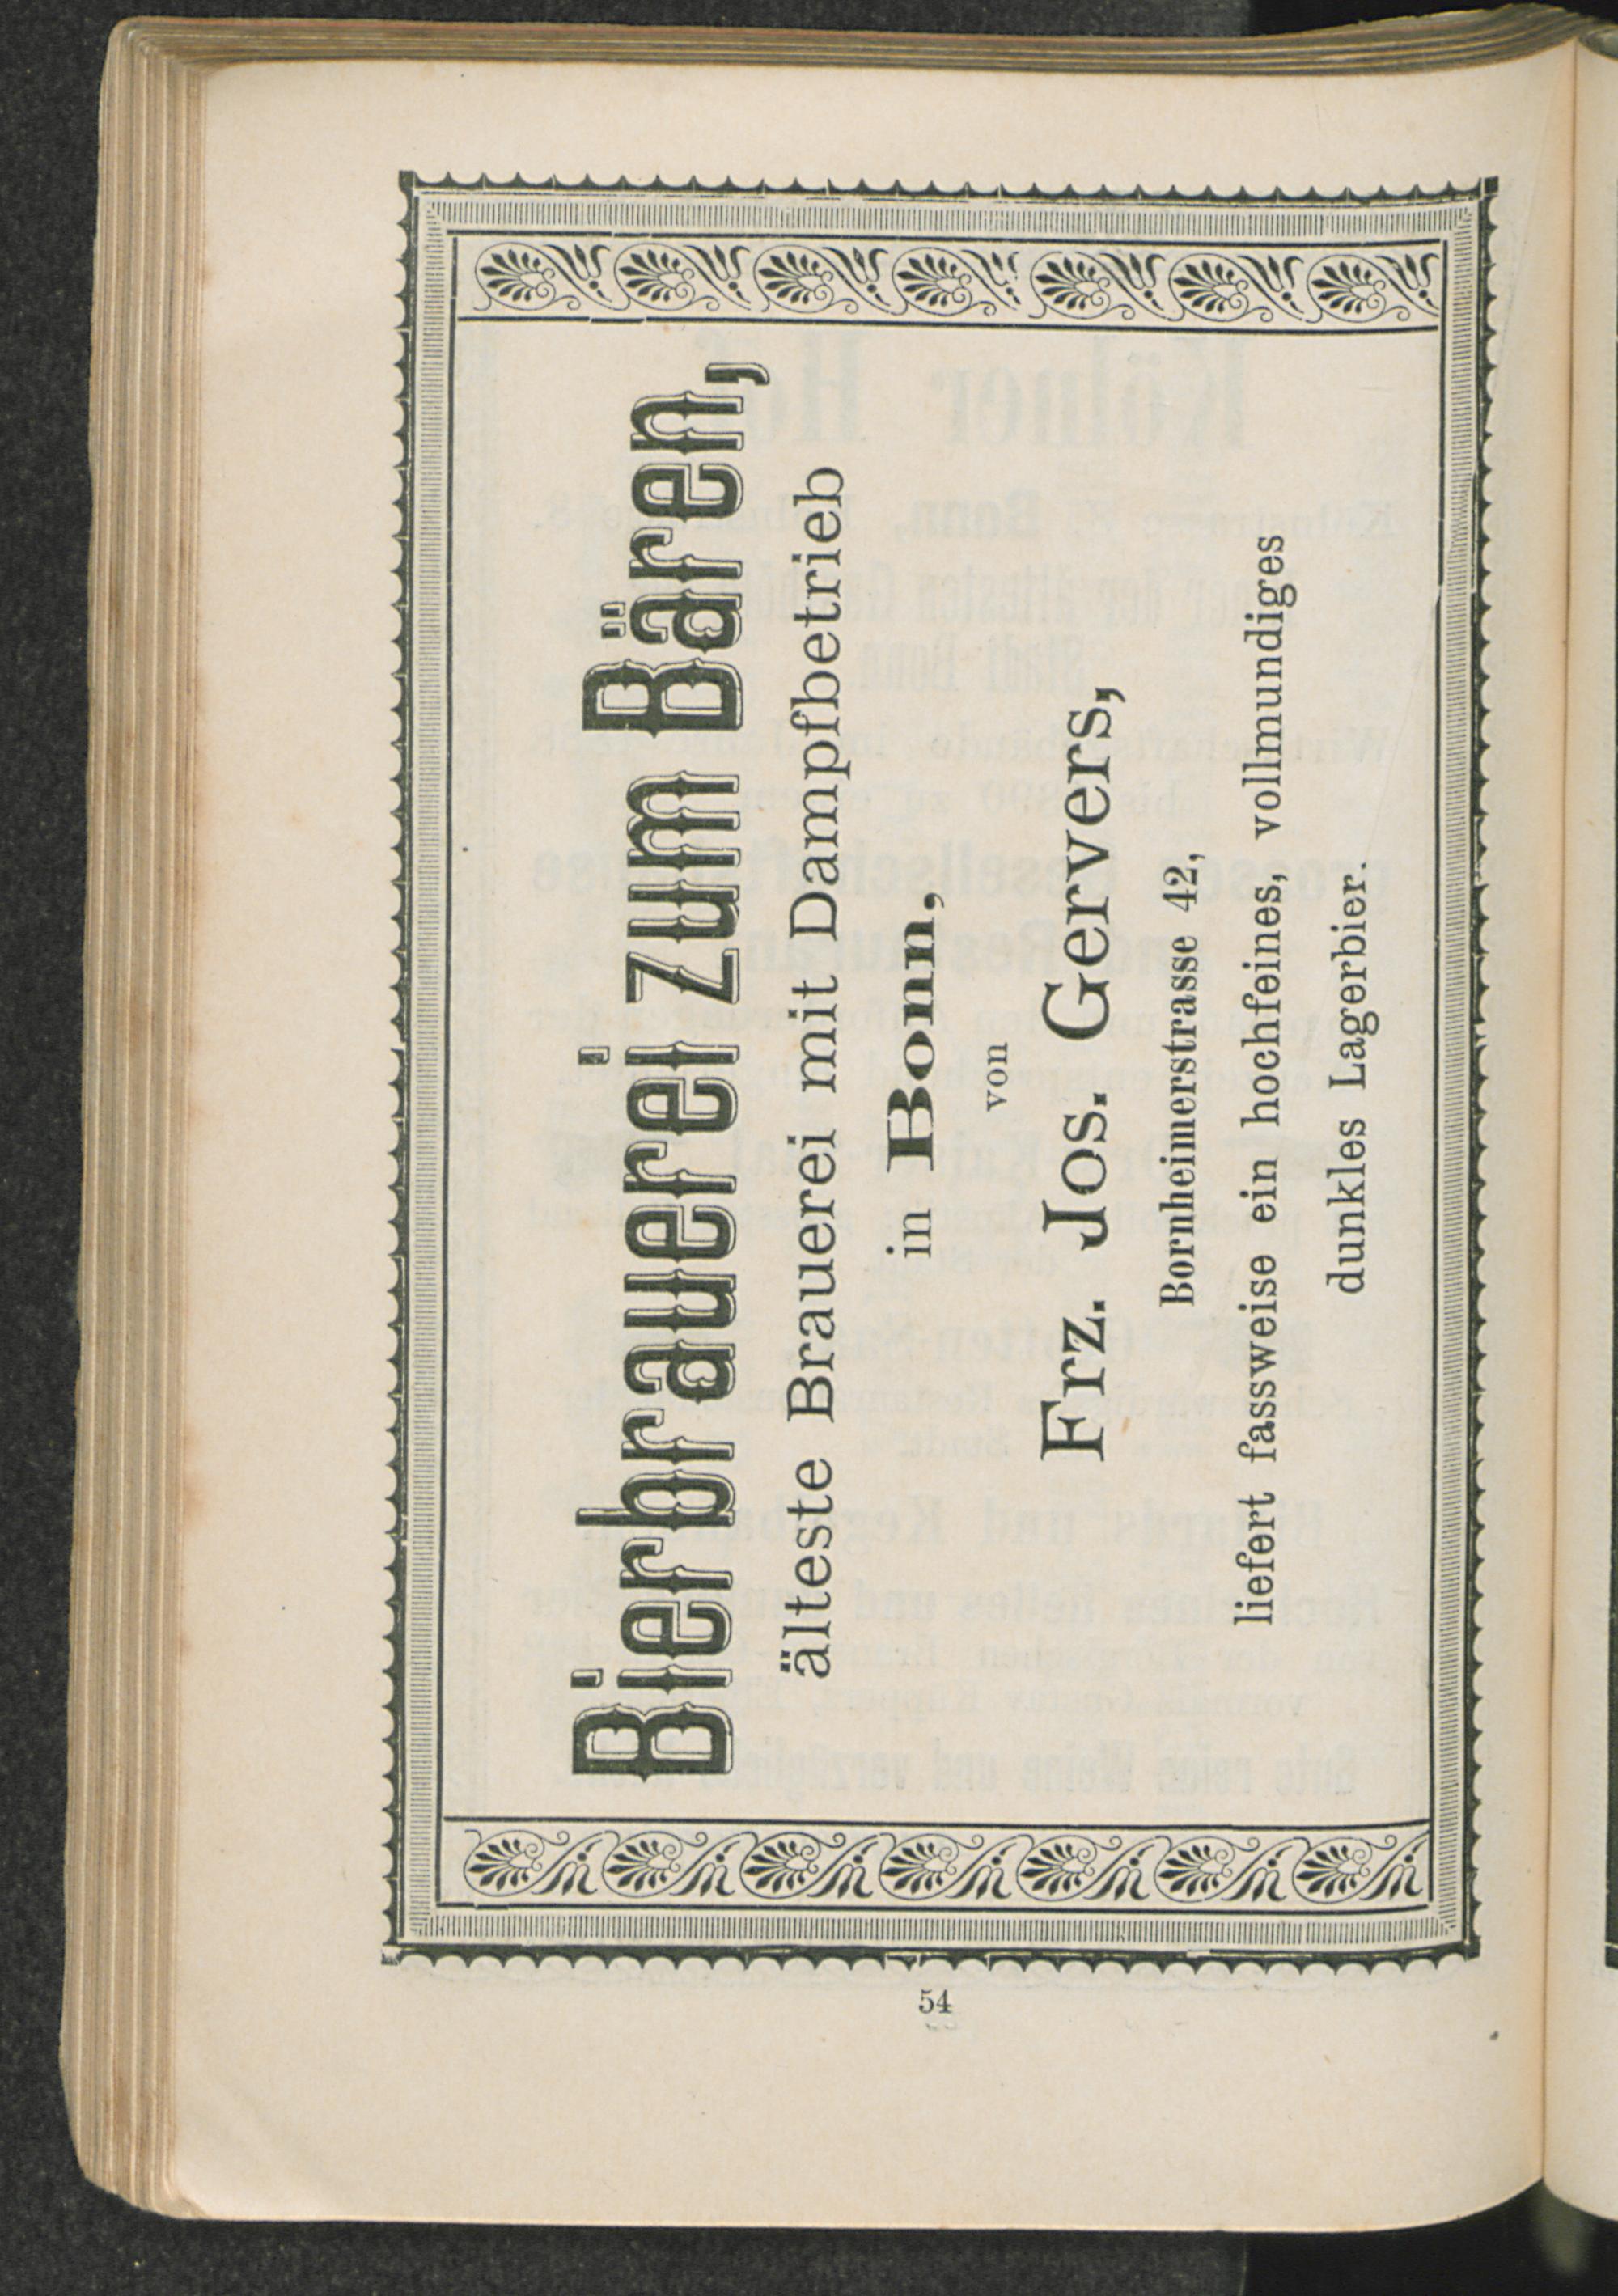 Bierbrauerei zum Bären,
älteste Brauerei mit Dampfbetrieb
in Bonn,
von
Frz. Jos. Gervers,
Bornheimerstrasse 42,
liefert fassweise ein hochfeines, vollmundiges
dunkles Lagerbier.
54